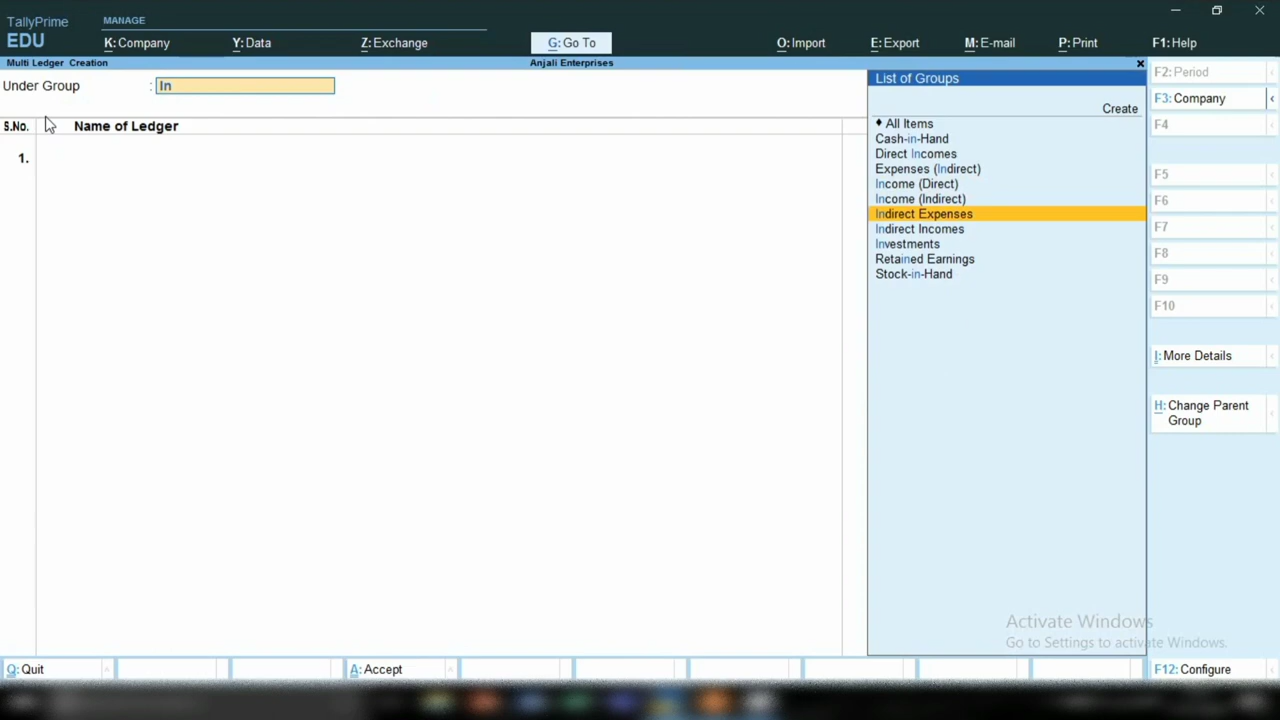 TallyPrime
EDU
MANAGE
K: Company
Y: Data
Z: Exchange
G: Go To
O: Import
E: Export
M: E-mail
P: Print
F1: Help
Multi Ledger Creation
Anjali Enterprises
Under Group : In
S.No. Name of Ledger
1.
List of Groups
Create
♦ All Items
Cash-in-Hand
Direct Incomes
Expenses (Indirect)
Income (Direct)
Income (Indirect)
Indirect Expenses
Indirect Incomes
Investments
Retained Earnings
Stock-in-Hand
F2: Period
F3: Company
F4
F5
F6
F7
F8
F9
F10
I: More Details
H: Change Parent
Group
Activate Windows
Go to Settings to activate Windows.
Q: Quit
A: Accept
F12: Configure